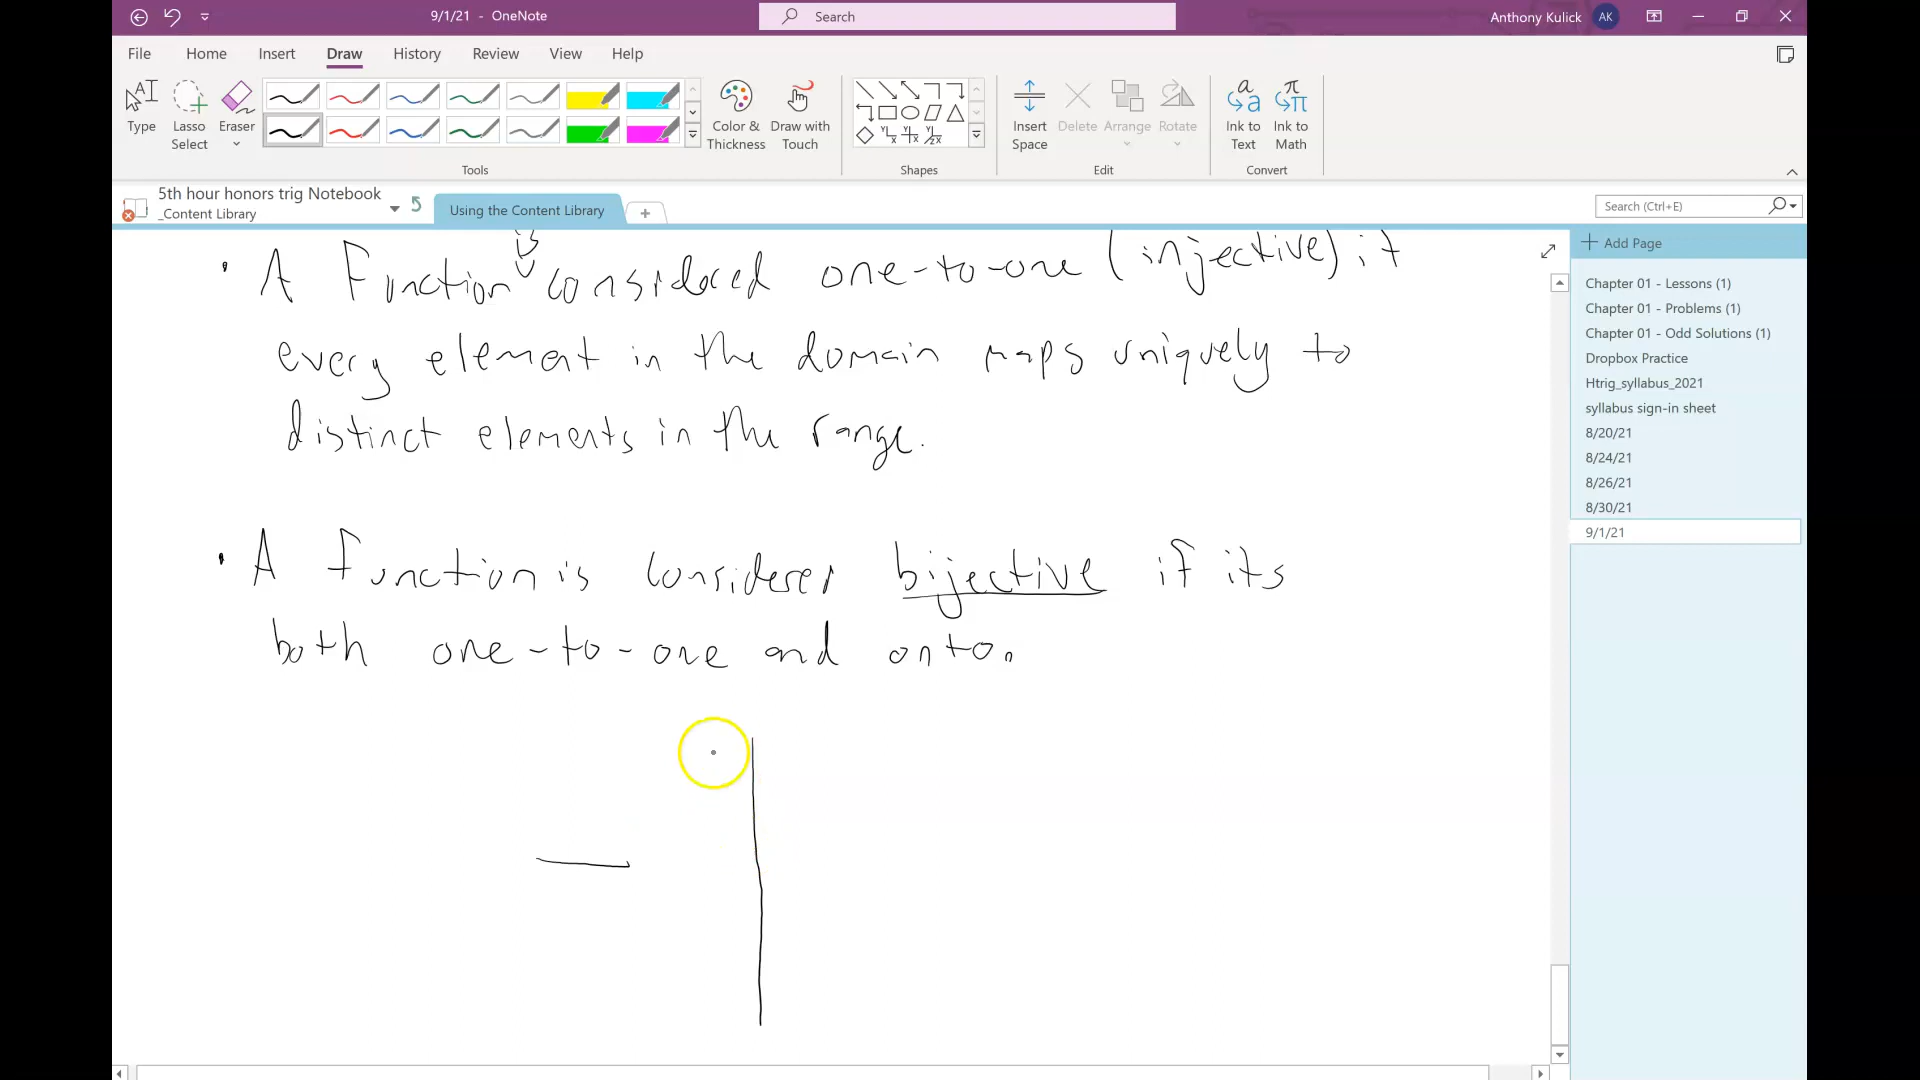 9/1/21 - OneNote
Search
Anthony Kulick AK
File Home Insert Draw History Review View Help
Type
Lasso Select
Eraser
Color & Thickness
Draw with Touch
Insert Space
Delete
Arrange
Rotate
Ink to Text
Ink to Math
Tools
Shapes
Edit
Convert
5th hour honors trig Notebook
_Content Library
Using the Content Library
Search (Ctrl+E)
is
• A Function considered one-to-one (injective) if
every element in the domain maps uniquely to
distinct elements in the range.
• A Function is considered bijective if its
both one-to-one and onto.
Add Page
Chapter 01 - Lessons (1)
Chapter 01 - Problems (1)
Chapter 01 - Odd Solutions (1)
Dropbox Practice
Htrig_syllabus_2021
syllabus sign-in sheet
8/20/21
8/24/21
8/26/21
8/30/21
9/1/21